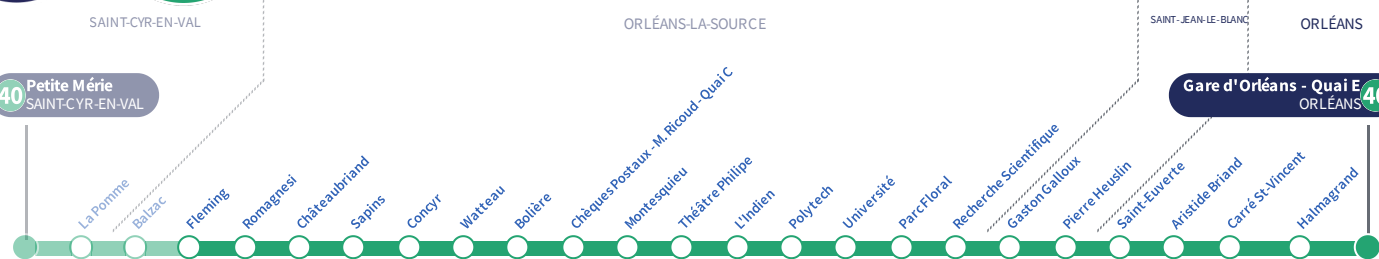 SAINT-CYR-EN-VAL
ORLÉANS-LA-SOURCE
SAINT-JEAN-LE-BLANC
ORLÉANS
40
Petite Mérie
SAINT-CYR-EN-VAL
Gare d'Orléans - Quai E
ORLÉANS
La Pomme
Balzac
Fleming
Romagnesi
Châteaubriand
Sapins
Concyr
Watteau
Bolière
Chèques Postaux - M. Ricoud - Quai C
Montesquieu
Théâtre Philipe
L'Indien
Polytech
Université
Parc Floral
Recherche Scientifique
Gaston Galloux
Pierre Heuslin
Saint-Euverte
Aristide Briand
Carré St-Vincent
Halmagrand